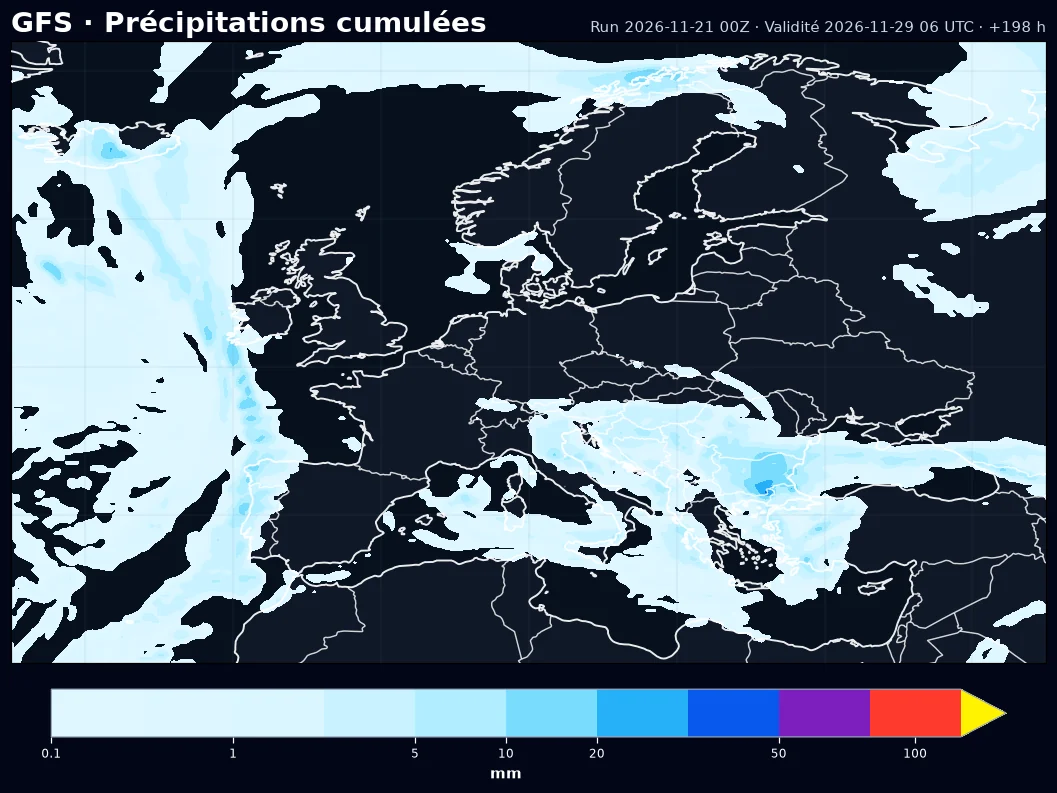 GFS · Précipitations cumulées
Run 2026-11-21 00Z · Validité 2026-11-29 06 UTC · +198 h
0.1 1 5 10 20 50 100
mm